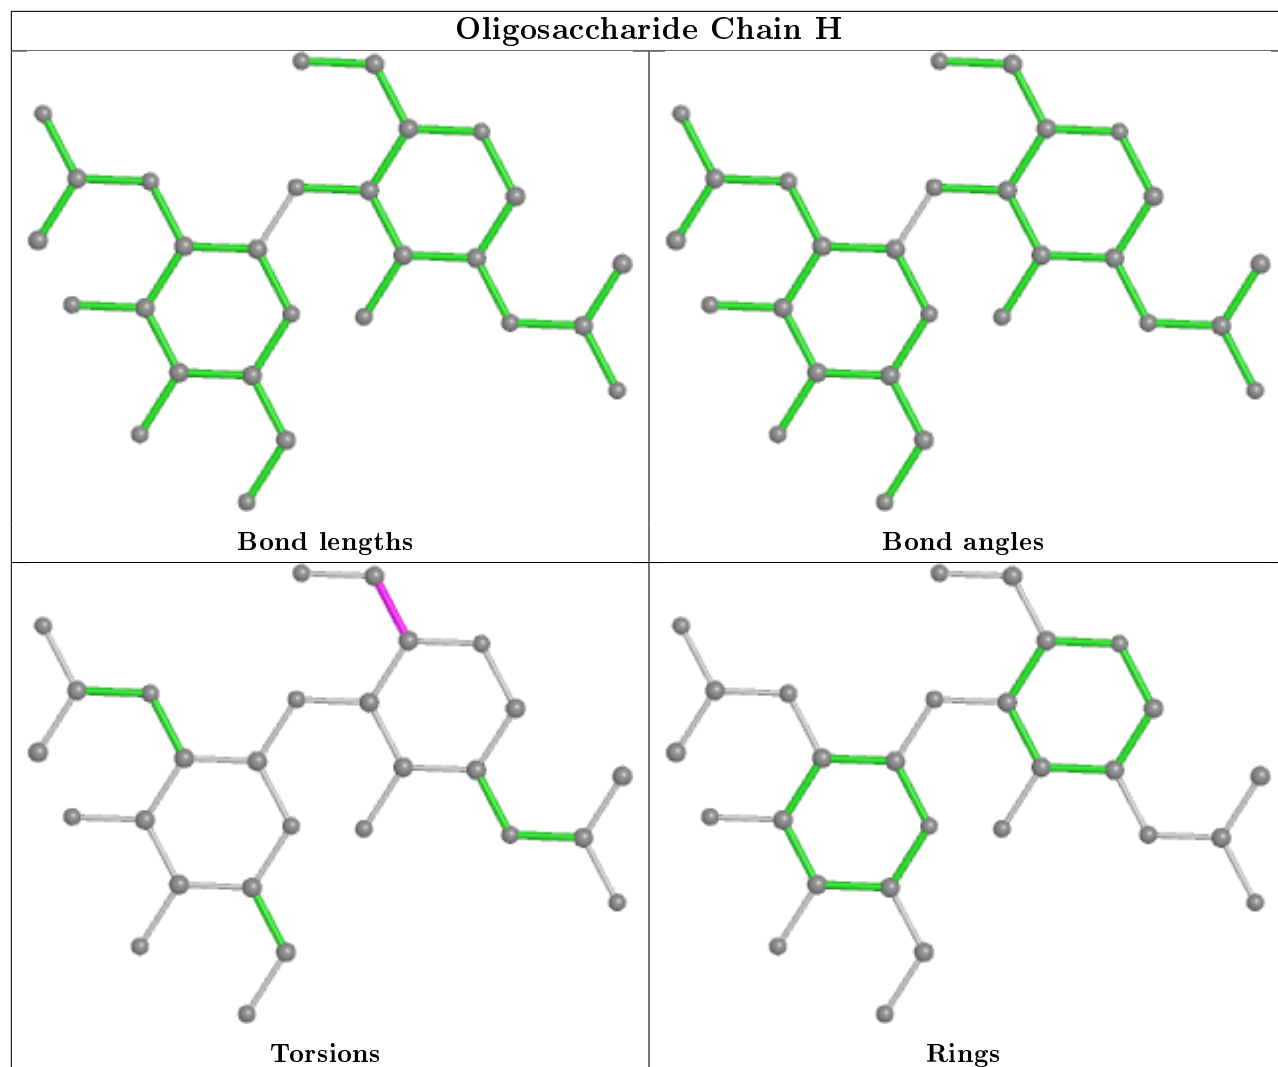 Oligosaccharide Chain H
Bond lengths
Bond angles
Torsions
Rings